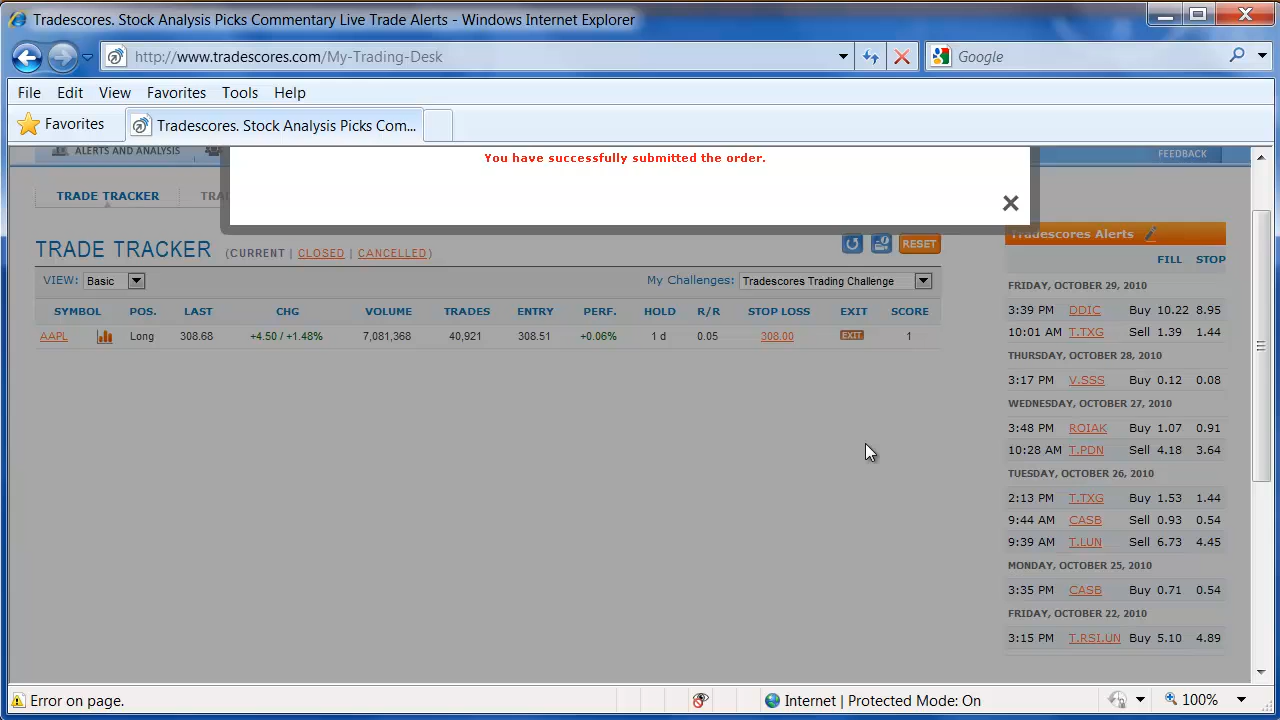 Tradescores. Stock Analysis Picks Commentary Live Trade Alerts - Windows Internet Explorer
http://www.tradescores.com/My-Trading-Desk
Google
File Edit View Favorites Tools Help
Favorites
Tradescores. Stock Analysis Picks Com...
ALERTS AND ANALYSIS
FEEDBACK
You have successfully submitted the order.
TRADE TRACKER
TRADE TRACKER (CURRENT | CLOSED | CANCELLED)
RESET
VIEW: Basic
My Challenges: Tradescores Trading Challenge
SYMBOL POS. LAST CHG VOLUME TRADES ENTRY PERF. HOLD R/R STOP LOSS EXIT SCORE
AAPL Long 308.68 +4.50 / +1.48% 7,081,368 40,921 308.51 +0.06% 1 d 0.05 308.00 EXIT 1
Tradescores Alerts
FILL STOP
FRIDAY, OCTOBER 29, 2010
3:39 PM DDIC Buy 10.22 8.95
10:01 AM T.TXG Sell 1.39 1.44
THURSDAY, OCTOBER 28, 2010
3:17 PM V.SSS Buy 0.12 0.08
WEDNESDAY, OCTOBER 27, 2010
3:48 PM ROIAK Buy 1.07 0.91
10:28 AM T.PDN Sell 4.18 3.64
TUESDAY, OCTOBER 26, 2010
2:13 PM T.TXG Buy 1.53 1.44
9:44 AM CASB Sell 0.93 0.54
9:39 AM T.LUN Sell 6.73 4.45
MONDAY, OCTOBER 25, 2010
3:35 PM CASB Buy 0.71 0.54
FRIDAY, OCTOBER 22, 2010
3:15 PM T.RSI.UN Buy 5.10 4.89
Error on page.
Internet | Protected Mode: On
100%